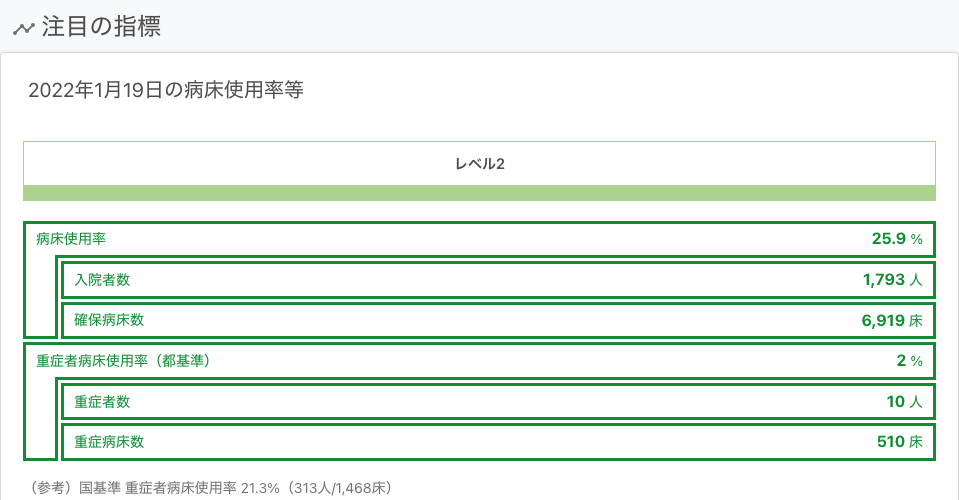 注目の指標
2022年1月19日の病床使用率等
レベル2
病床使用率 25.9 %
入院者数 1,793 人
確保病床数 6,919 床
重症者病床使用率（都基準） 2 %
重症者数 10 人
重症病床数 510 床
（参考）国基準 重症者病床使用率 21.3%（313人/1,468床）